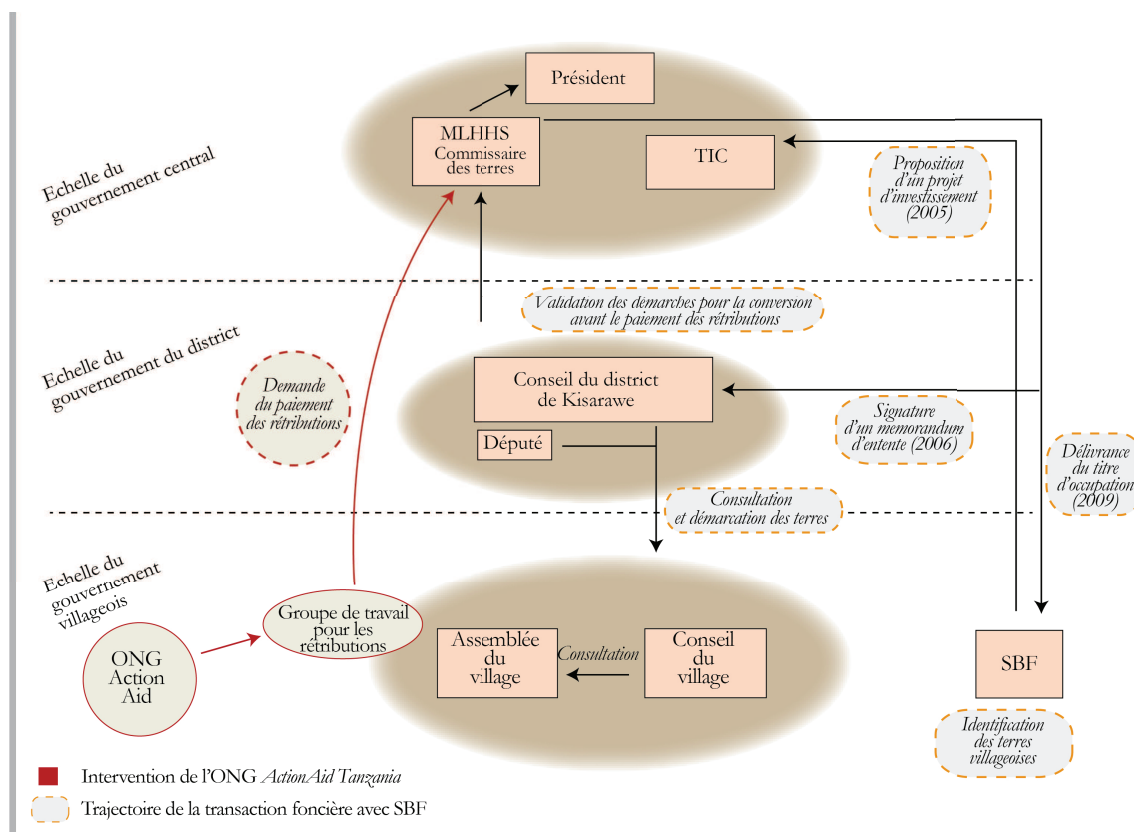 Président
MLHHS
Commissaire
des terres
TIC
Echelle du
gouvernement central
Proposition
d'un projet
d'investissement
(2005)
Validation des démarches pour la conversion
avant le paiement des rétributions
Echelle du
gouvernement du district
Demande
du paiement
des rétributions
Conseil du district
de Kisarawe
Député
Signature
d'un memorandum
d'entente (2006)
Délivrance
du titre
d'occupation
(2009)
Consultation
et démarcation des terres
Echelle du
gouvernement
villageois
Groupe de travail
pour les
rétributions
ONG
Action
Aid
Assemblée
du
village
Consultation
Conseil
du
village
SBF
Identification
des terres
villageoises
Intervention de l'ONG ActionAid Tanzania
Trajectoire de la transaction foncière avec SBF